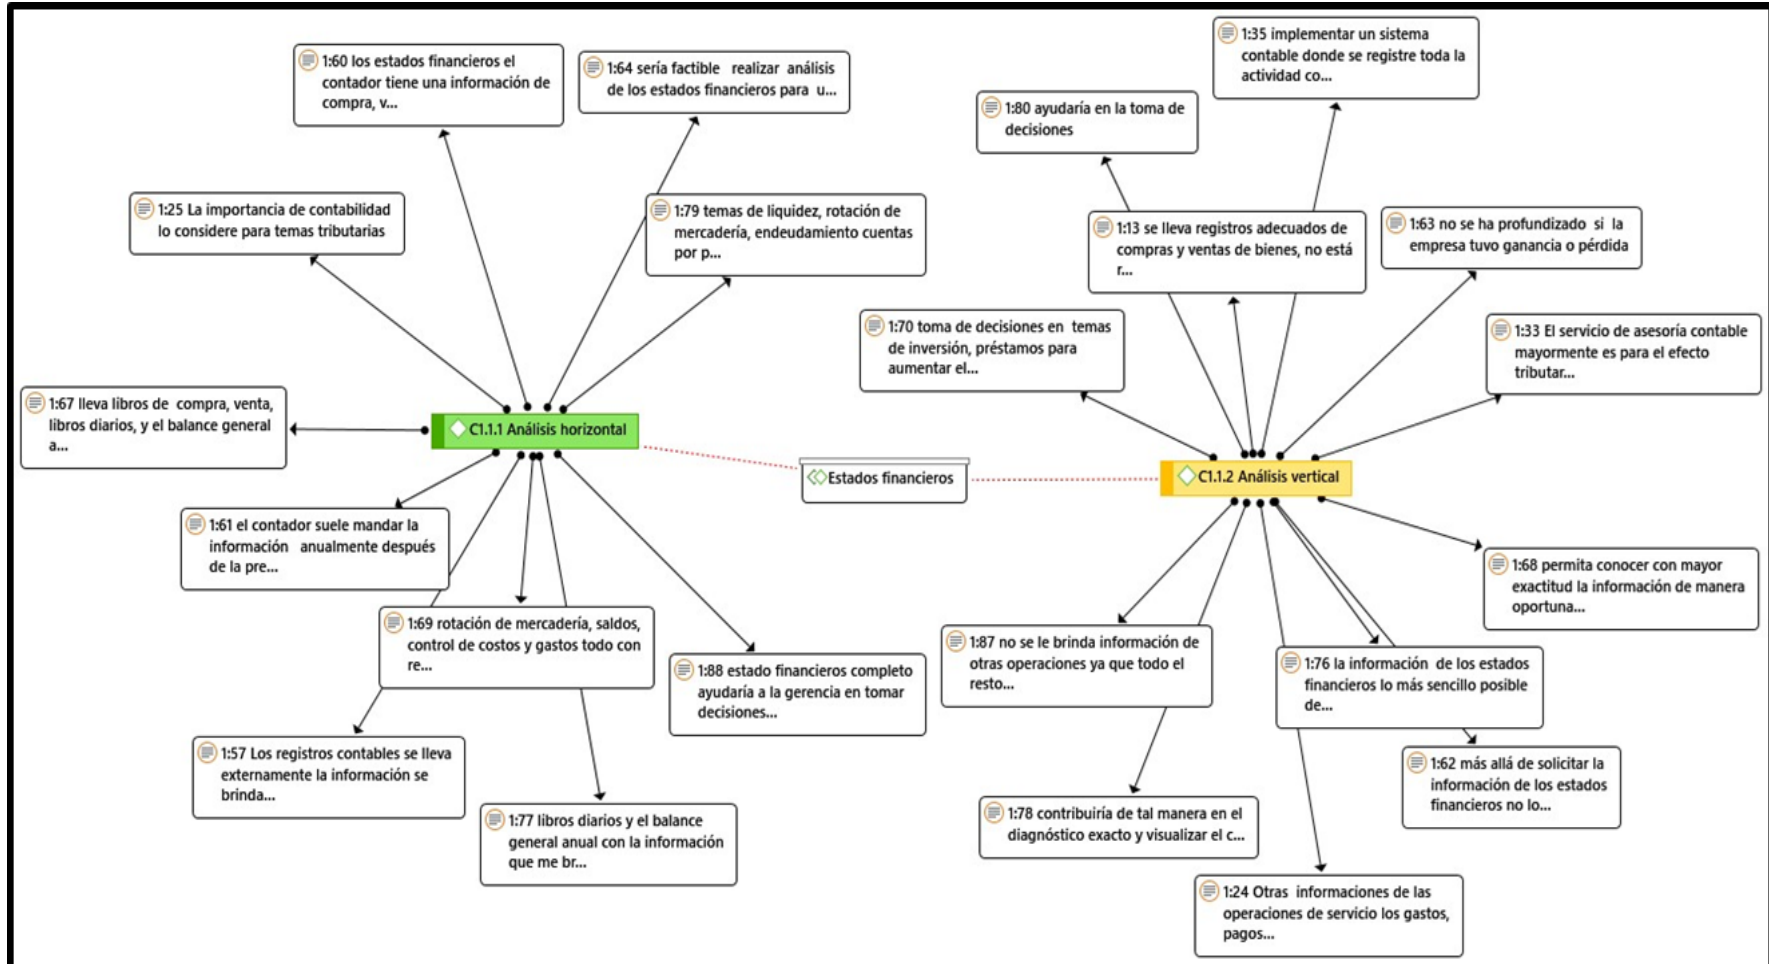 1:60 los estados financieros el
contador tiene una información de
compra, v...
1:64 sería factible realizar análisis
de los estados financieros para u...
1:35 implementar un sistema
contable donde se registre toda la
actividad co...
1:80 ayudaría en la toma de
decisiones
1:25 La importancia de contabilidad
lo considere para temas tributarias
1:79 temas de liquidez, rotación de
mercadería, endeudamiento cuentas
por p...
1:13 se lleva registros adecuados de
compras y ventas de bienes, no está
r...
1:63 no se ha profundizado si la
empresa tuvo ganancia o pérdida
1:70 toma de decisiones en temas
de inversión, préstamos para
aumentar el...
1:33 El servicio de asesoría contable
mayormente es para el efecto
tributar...
1:67 lleva libros de compra, venta,
libros diarios, y el balance general
a...
C1.1.1 Análisis horizontal
Estados financieros
C1.1.2 Análisis vertical
1:61 el contador suele mandar la
información anualmente después
de la pre...
1:69 rotación de mercadería, saldos,
control de costos y gastos todo con
re...
1:88 estado financieros completo
ayudaría a la gerencia en tomar
decisiones...
1:57 Los registros contables se lleva
externamente la información se
brinda...
1:77 libros diarios y el balance
general anual con la información
que me br...
1:68 permita conocer con mayor
exactitud la información de manera
oportuna...
1:87 no se le brinda información de
otras operaciones ya que todo el
resto...
1:76 la información de los estados
financieros lo más sencillo posible
de...
1:62 más allá de solicitar la
información de los estados
financieros no lo...
1:78 contribuiría de tal manera en el
diagnóstico exacto y visualizar el c...
1:24 Otras informaciones de las
operaciones de servicio los gastos,
pagos...